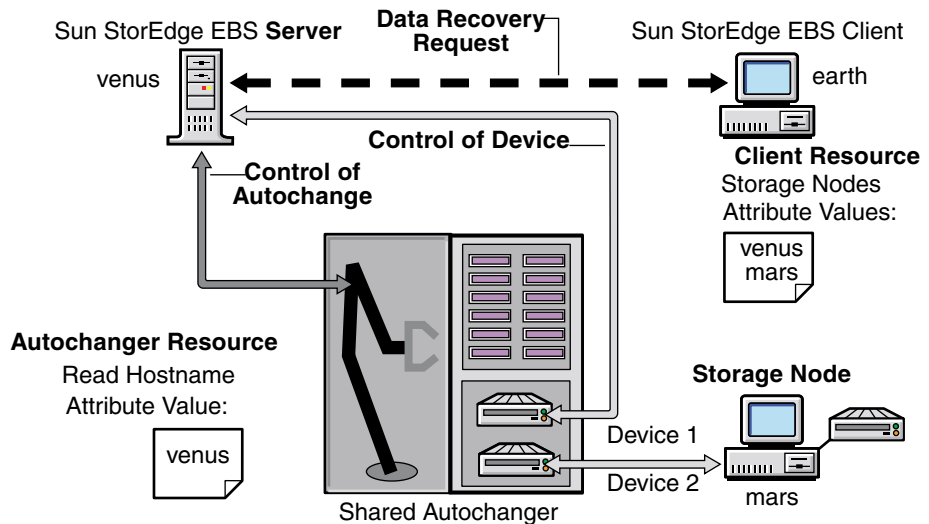 Sun StorEdge EBS Server
venus
Data Recovery
Request
Sun StorEdge EBS Client
earth
Control of Device
Control of
Autochange
Client Resource
Storage Nodes
Attribute Values:
venus
mars
Autochanger Resource
Read Hostname
Attribute Value:
venus
Storage Node
Device 1
Device 2
mars
Shared Autochanger